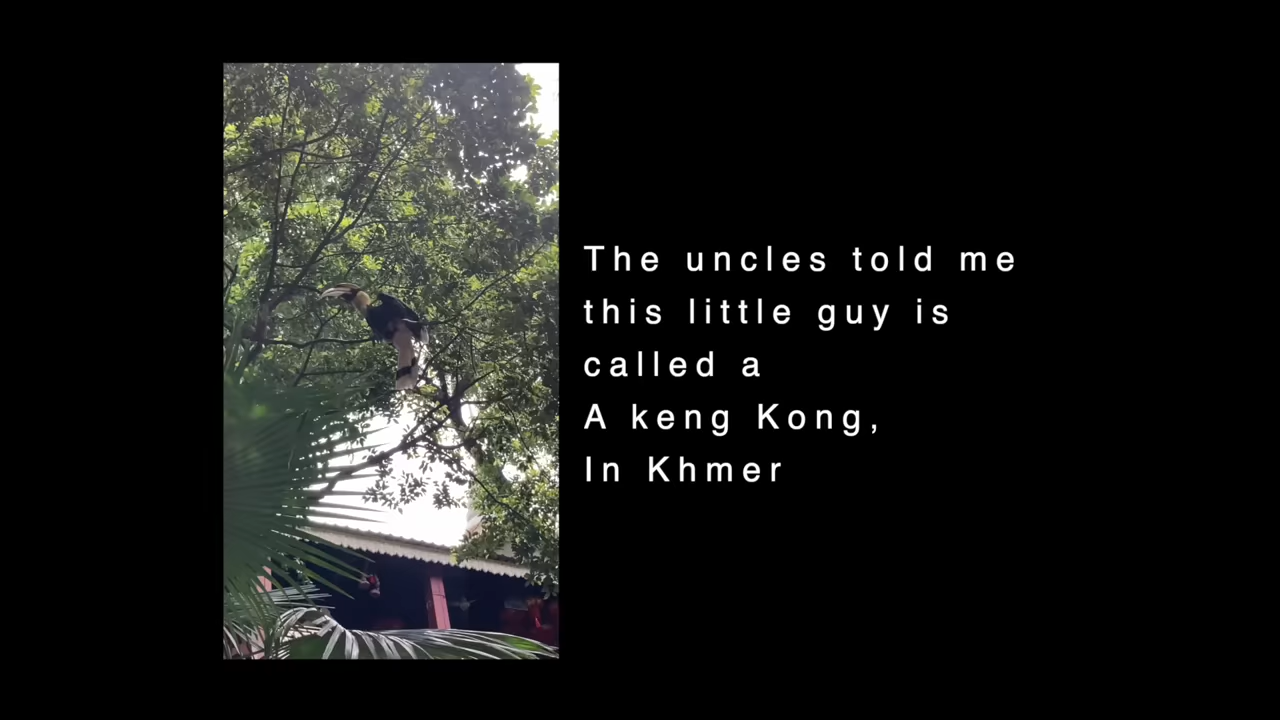 The uncles told me
this little guy is
called a
A keng Kong,
In Khmer